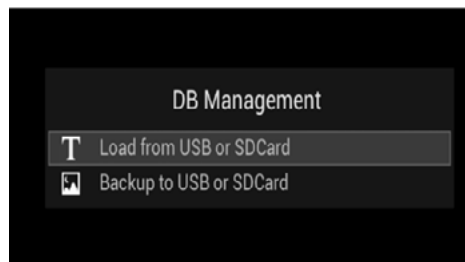 DB Management
Load from USB or SDCard
Backup to USB or SDCard